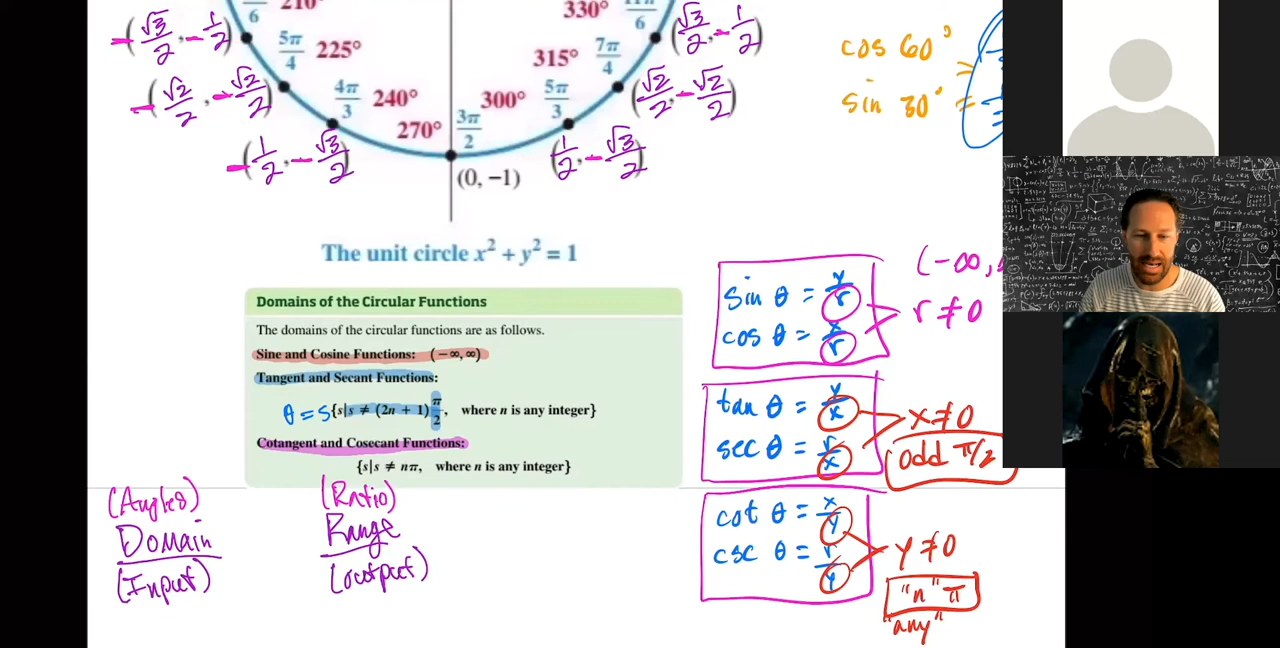 6 210° 330° 6
-(√3/2, -1/2) (√3/2, -1/2)
5π/4 225° 315° 7π/4
-(√2/2, -√2/2) (√2/2, -√2/2)
4π/3 240° 300° 5π/3
270° 3π/2
-(1/2, -√3/2) (1/2, -√3/2)
(0, −1)
cos 60°
sin 30° =
The unit circle x² + y² = 1
Domains of the Circular Functions
The domains of the circular functions are as follows.
Sine and Cosine Functions: (−∞, ∞)
Tangent and Secant Functions:
θ = S {s|s ≠ (2n + 1) π/2, where n is any integer}
Cotangent and Cosecant Functions:
{s|s ≠ nπ, where n is any integer}
(Angles)
Domain
(Input)
(Ratio)
Range
(output)
(-∞,
sin θ = y/r
cos θ = x/r
r ≠ 0
tan θ = y/x
sec θ = r/x
x ≠ 0
odd π/2
cot θ = x/y
csc θ = r/y
y ≠ 0
"n" π
"any"